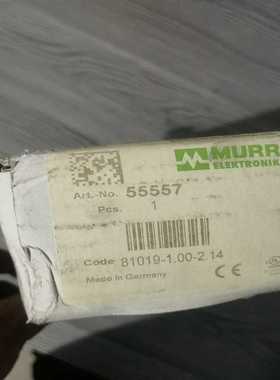 MURR
ELEKTRONIK
Art.-No. 55557
Pcs. 1
Code 81019-1.00-2.14
Made in Germany
CE